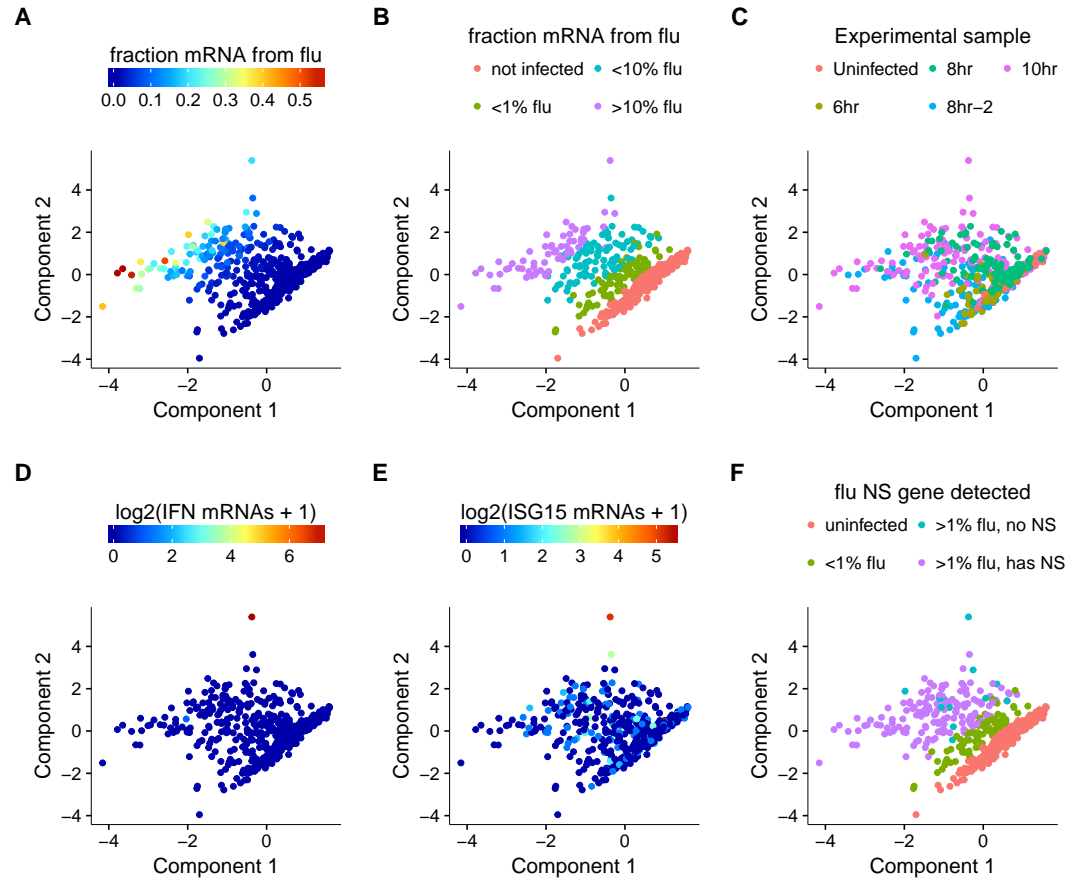 A
fraction mRNA from flu
0.0 0.1 0.2 0.3 0.4 0.5
4
2
0
−2
−4
Component 2
−4 −2 0
Component 1
B
fraction mRNA from flu
not infected <10% flu
<1% flu >10% flu
4
2
0
−2
−4
Component 2
−4 −2 0
Component 1
C
Experimental sample
Uninfected 8hr 10hr
6hr 8hr−2
4
2
0
−2
−4
Component 2
−4 −2 0
Component 1
D
log2(IFN mRNAs + 1)
0 2 4 6
4
2
0
−2
−4
Component 2
−4 −2 0
Component 1
E
log2(ISG15 mRNAs + 1)
0 1 2 3 4 5
4
2
0
−2
−4
Component 2
−4 −2 0
Component 1
F
flu NS gene detected
uninfected >1% flu, no NS
<1% flu >1% flu, has NS
4
2
0
−2
−4
Component 2
−4 −2 0
Component 1